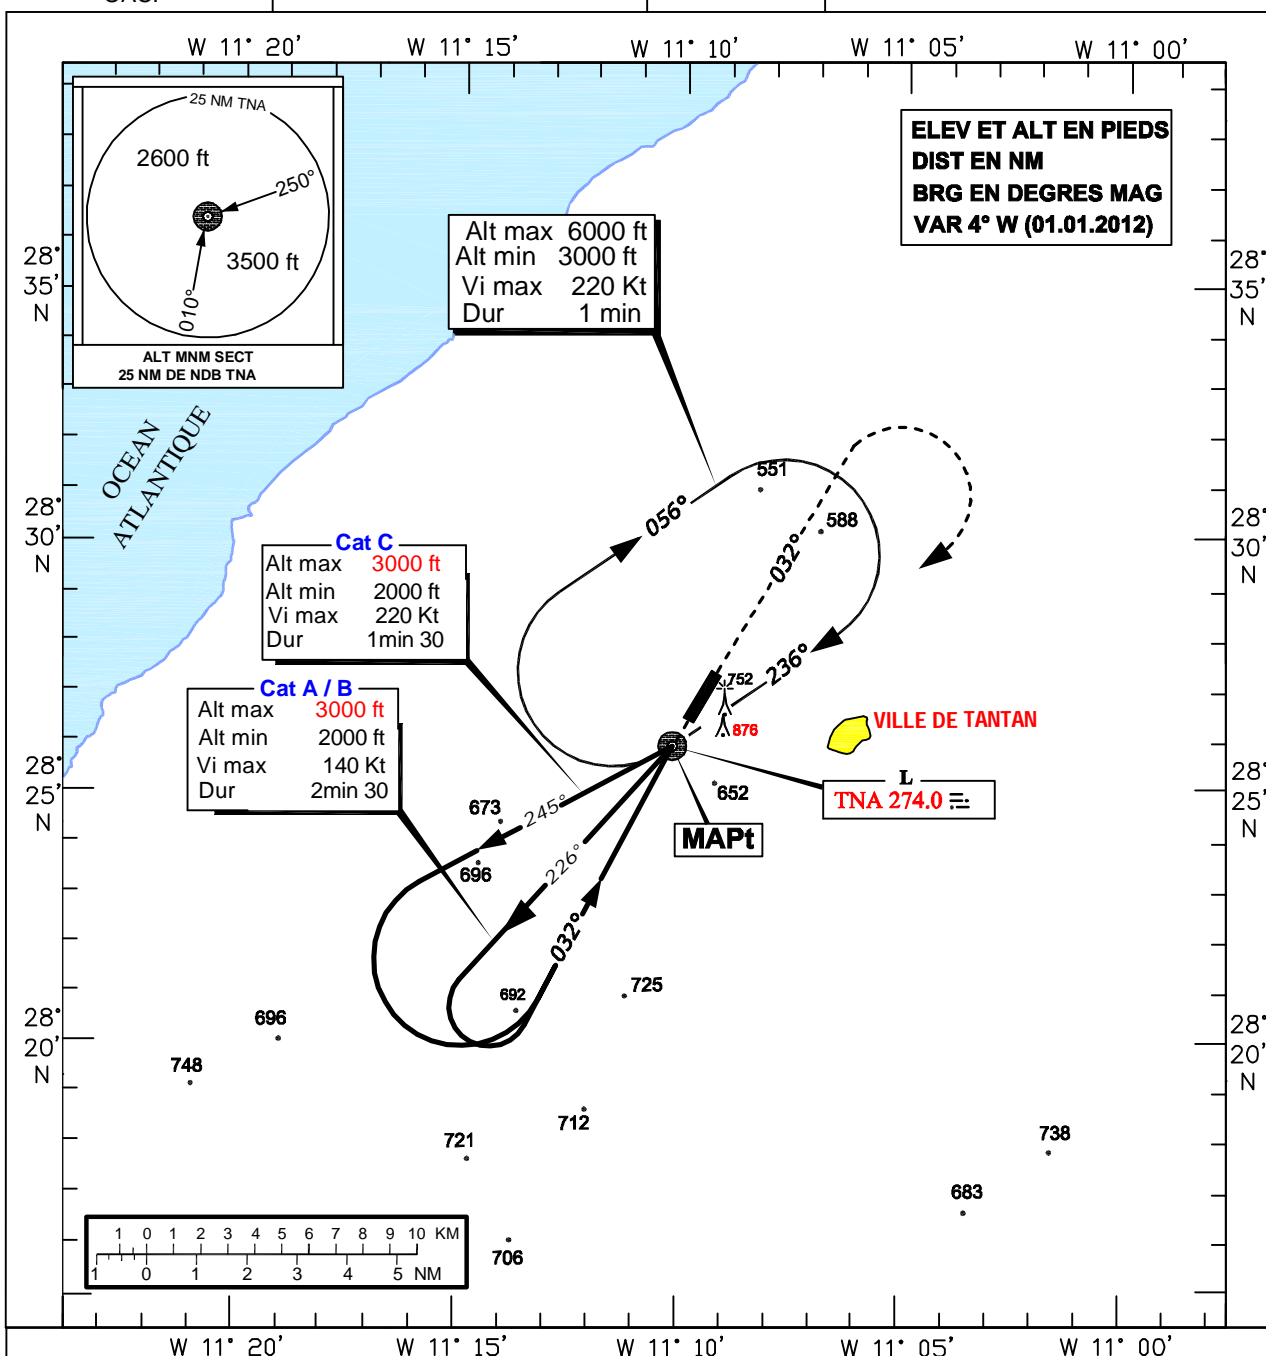 W 11° 20'
W 11° 15'
W 11° 10'
W 11° 05'
W 11° 00'
25 NM TNA
2600 ft
250°
3500 ft
010°
ALT MNM SECT
25 NM DE NDB TNA
ELEV ET ALT EN PIEDS
DIST EN NM
BRG EN DEGRES MAG
VAR 4° W (01.01.2012)
Alt max 6000 ft
Alt min 3000 ft
Vi max 220 Kt
Dur 1 min
28°
35'
N
28°
35'
N
OCEAN
ATLANTIQUE
551
056°
588
032°
28°
30'
N
28°
30'
N
Cat C
Alt max 3000 ft
Alt min 2000 ft
Vi max 220 Kt
Dur 1min 30
236°
752
876
VILLE DE TANTAN
Cat A / B
Alt max 3000 ft
Alt min 2000 ft
Vi max 140 Kt
Dur 2min 30
28°
25'
N
28°
25'
N
L
TNA 274.0
652
MAPt
673
245°
696
226°
032°
692
725
696
28°
20'
N
28°
20'
N
748
712
721
738
683
706
1 0 1 2 3 4 5 6 7 8 9 10 KM
1 0 1 2 3 4 5 NM
W 11° 20'
W 11° 15'
W 11° 10'
W 11° 05'
W 11° 00'